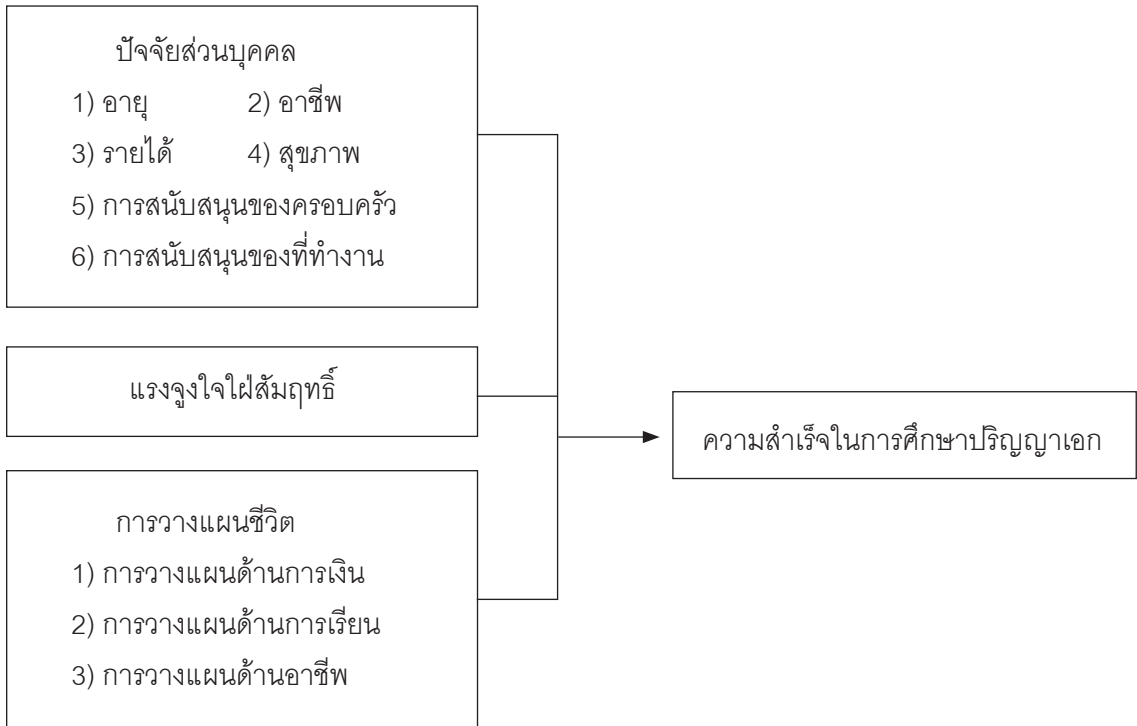 ปัจจัยส่วนบุคคล
1) อายุ 2) อาชีพ
3) รายได้ 4) สุขภาพ
5) การสนับสนุนของครอบครัว
6) การสนับสนุนของที่ทำงาน
แรงจูงใจใฝ่สัมฤทธิ์
ความสำเร็จในการศึกษาปริญญาเอก
การวางแผนชีวิต
1) การวางแผนด้านการเงิน
2) การวางแผนด้านการเรียน
3) การวางแผนด้านอาชีพ